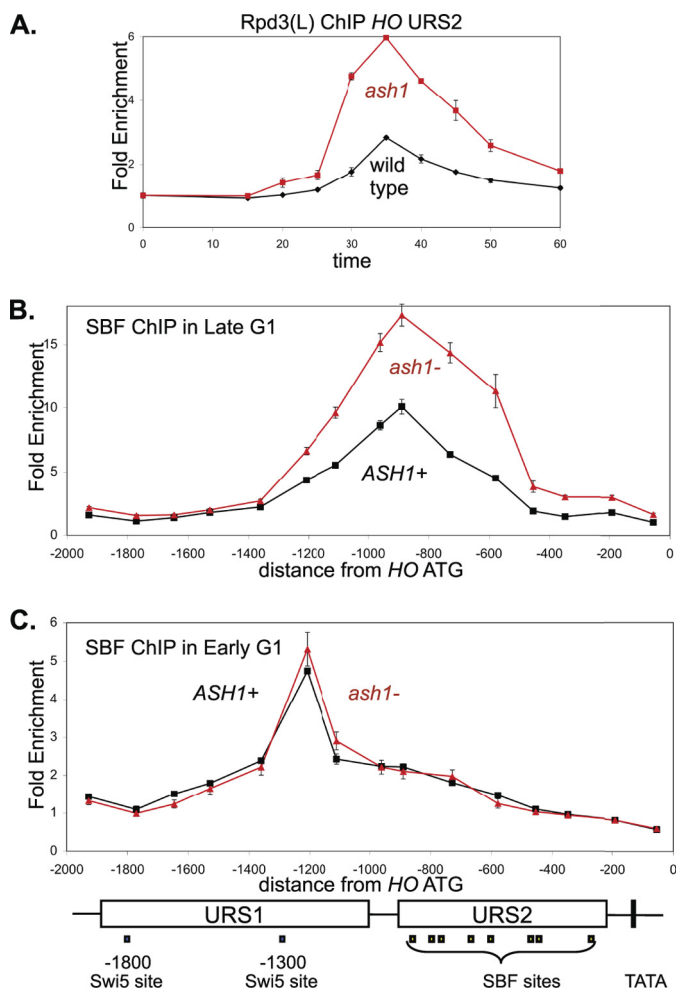 A.
Rpd3(L) ChIP HO URS2
Fold Enrichment
6
4
2
0
ash1
wild
type
0 10 20 30 40 50 60
time
B.
SBF ChIP in Late G1
Fold Enrichment
15
10
5
0
ash1-
ASH1+
-2000 -1800 -1600 -1400 -1200 -1000 -800 -600 -400 -200 0
distance from HO ATG
C.
SBF ChIP in Early G1
Fold Enrichment
6
5
4
3
2
1
0
ASH1+ ash1-
-2000 -1800 -1600 -1400 -1200 -1000 -800 -600 -400 -200 0
distance from HO ATG
URS1 URS2
-1800 -1300
Swi5 site Swi5 site SBF sites TATA